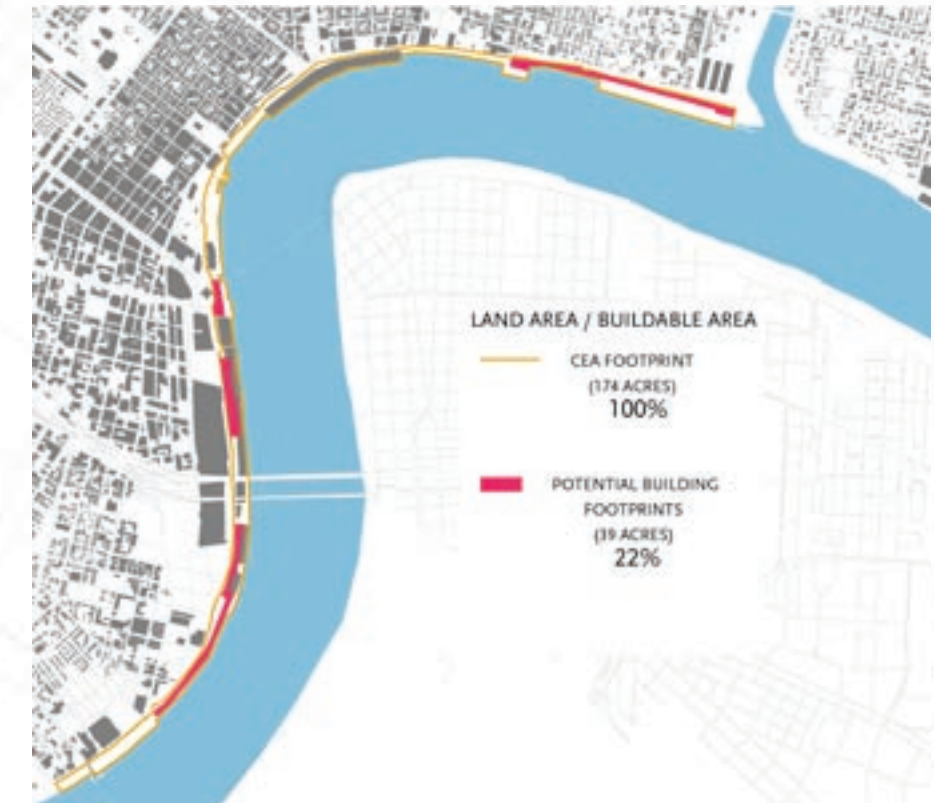 LAND AREA / BUILDABLE AREA
CEA FOOTPRINT
(174 ACRES)
100%
POTENTIAL BUILDING
FOOTPRINTS
(39 ACRES)
22%